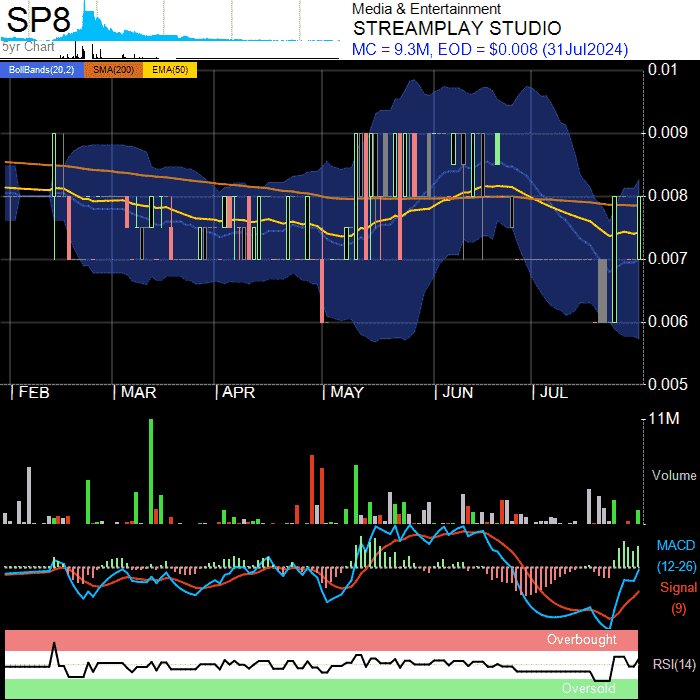 SP8
5yr Chart
Media & Entertainment
STREAMPLAY STUDIO
MC = 9.3M, EOD = $0.008 (31Jul2024)
BollBands(20,2) SMA(200) EMA(50)
0.01
0.009
0.008
0.007
0.006
0.005
FEB MAR APR MAY JUN JUL
11M
Volume
MACD
(12-26)
Signal
(9)
Overbought
RSI(14)
Oversold